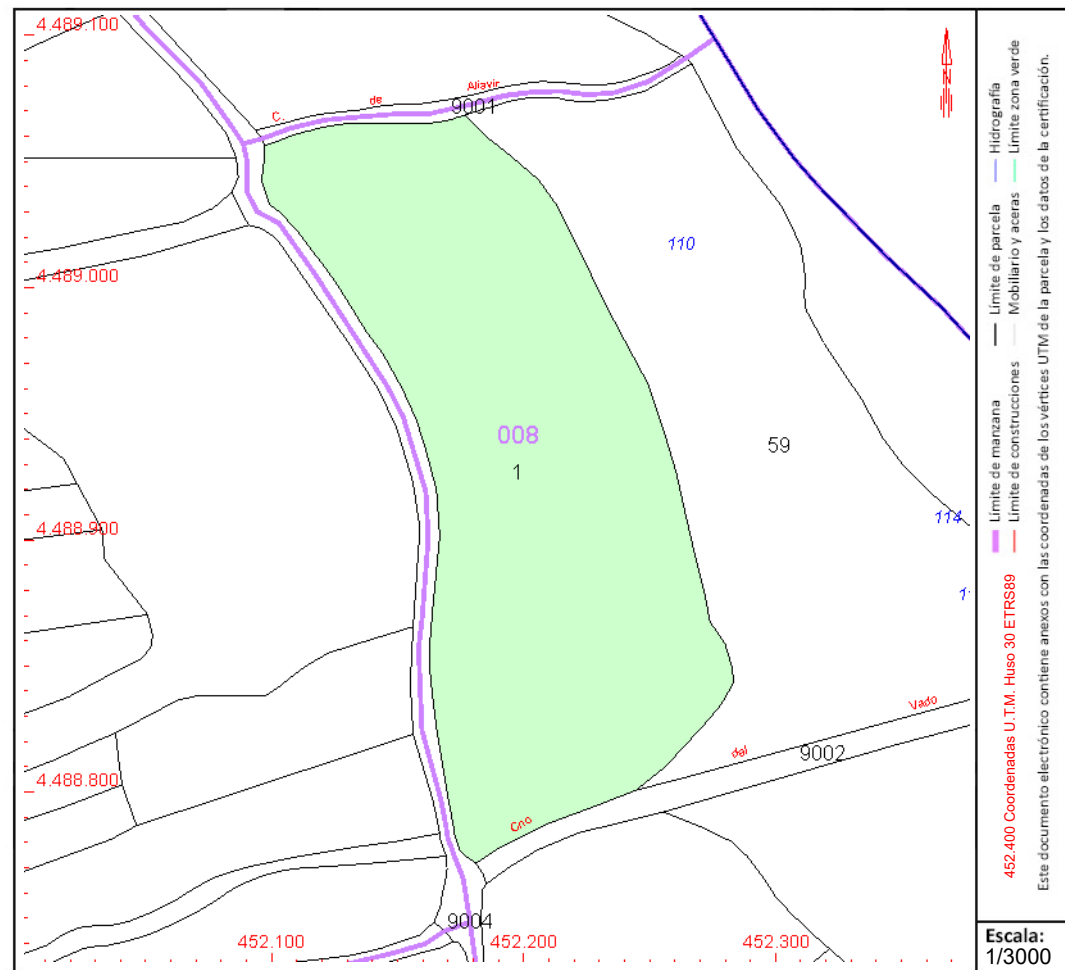 4.489.100
C. de Aliavir
9001
N
110
4.489.000
008
1
59
4.488.900
114
11
4.488.800
Cno del Vado
9002
9004
452.100
452.200
452.300
452.400 Coordenadas U.T.M. Huso 30 ETRS89
Límite de manzana
Límite de parcela
Hidrografía
Límite de construcciones
Mobiliario y aceras
Límite zona verde
Este documento electrónico contiene anexos con las coordenadas de los vértices UTM de la parcela y los datos de la certificación.
Escala:
1/3000